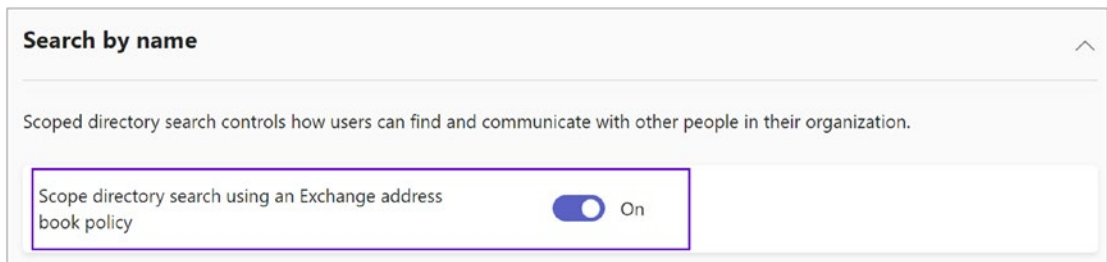 Search by name
Scoped directory search controls how users can find and communicate with other people in their organization.
Scope directory search using an Exchange address
book policy
On